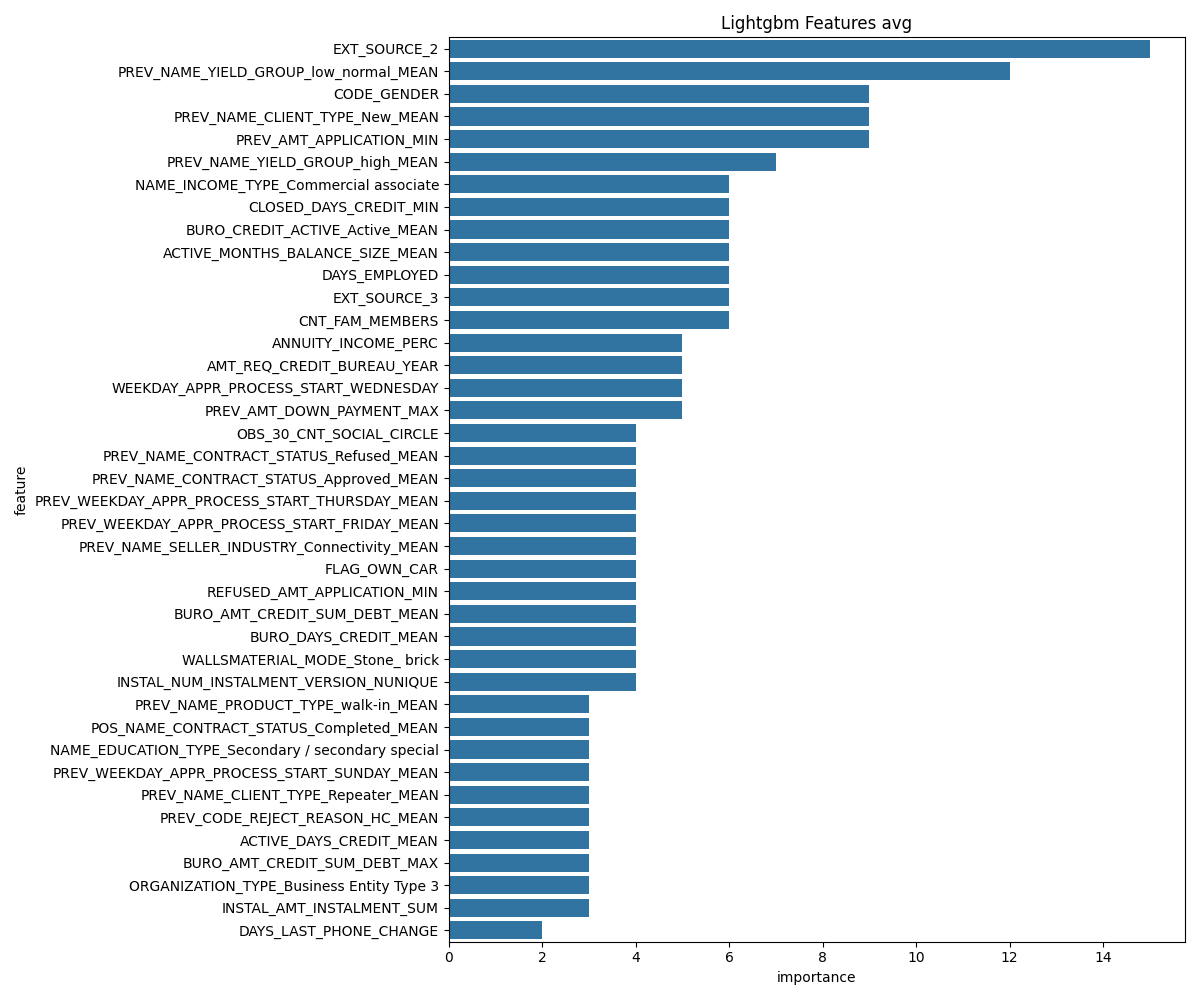 Lightgbm Features avg
feature
EXT_SOURCE_2
PREV_NAME_YIELD_GROUP_low_normal_MEAN
CODE_GENDER
PREV_NAME_CLIENT_TYPE_New_MEAN
PREV_AMT_APPLICATION_MIN
PREV_NAME_YIELD_GROUP_high_MEAN
NAME_INCOME_TYPE_Commercial associate
CLOSED_DAYS_CREDIT_MIN
BURO_CREDIT_ACTIVE_Active_MEAN
ACTIVE_MONTHS_BALANCE_SIZE_MEAN
DAYS_EMPLOYED
EXT_SOURCE_3
CNT_FAM_MEMBERS
ANNUITY_INCOME_PERC
AMT_REQ_CREDIT_BUREAU_YEAR
WEEKDAY_APPR_PROCESS_START_WEDNESDAY
PREV_AMT_DOWN_PAYMENT_MAX
OBS_30_CNT_SOCIAL_CIRCLE
PREV_NAME_CONTRACT_STATUS_Refused_MEAN
PREV_NAME_CONTRACT_STATUS_Approved_MEAN
PREV_WEEKDAY_APPR_PROCESS_START_THURSDAY_MEAN
PREV_WEEKDAY_APPR_PROCESS_START_FRIDAY_MEAN
PREV_NAME_SELLER_INDUSTRY_Connectivity_MEAN
FLAG_OWN_CAR
REFUSED_AMT_APPLICATION_MIN
BURO_AMT_CREDIT_SUM_DEBT_MEAN
BURO_DAYS_CREDIT_MEAN
WALLSMATERIAL_MODE_Stone_ brick
INSTAL_NUM_INSTALMENT_VERSION_NUNIQUE
PREV_NAME_PRODUCT_TYPE_walk-in_MEAN
POS_NAME_CONTRACT_STATUS_Completed_MEAN
NAME_EDUCATION_TYPE_Secondary / secondary special
PREV_WEEKDAY_APPR_PROCESS_START_SUNDAY_MEAN
PREV_NAME_CLIENT_TYPE_Repeater_MEAN
PREV_CODE_REJECT_REASON_HC_MEAN
ACTIVE_DAYS_CREDIT_MEAN
BURO_AMT_CREDIT_SUM_DEBT_MAX
ORGANIZATION_TYPE_Business Entity Type 3
INSTAL_AMT_INSTALMENT_SUM
DAYS_LAST_PHONE_CHANGE
0 2 4 6 8 10 12 14
importance